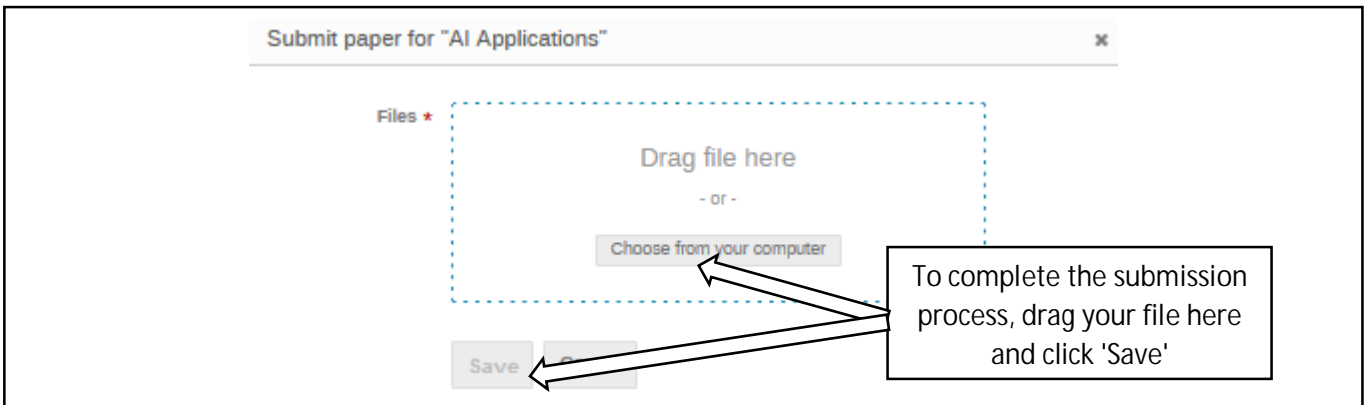 Submit paper for "AI Applications"
Files *
Drag file here
- or -
Choose from your computer
To complete the submission
process, drag your file here
and click 'Save'
Save